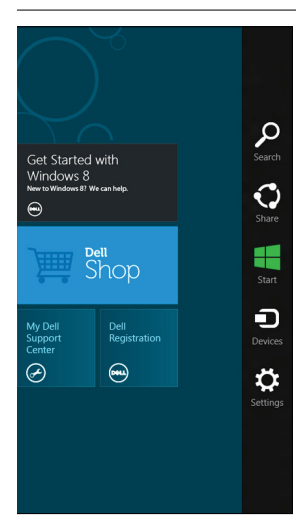 Get Started with
Windows 8
New to Windows 8? We can help.
DELL
Dell
Shop
My Dell
Support
Center
Dell
Registration
DELL
Search
Share
Start
Devices
Settings